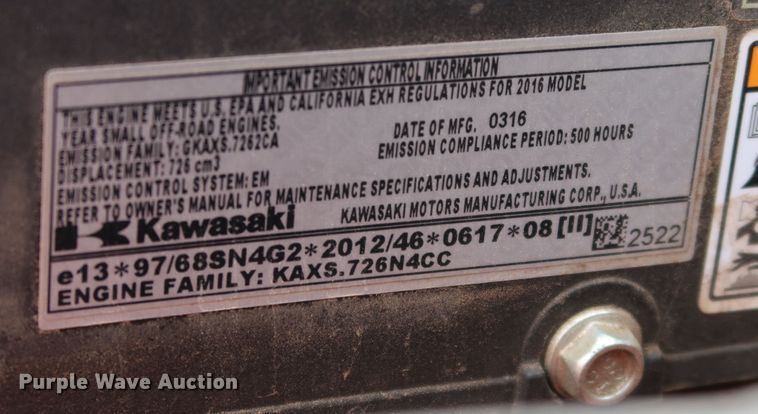 IMPORTANT EMISSION CONTROL INFORMATION
THIS ENGINE MEETS U.S. EPA AND CALIFORNIA EXH REGULATIONS FOR 2016 MODEL
YEAR SMALL OFF-ROAD ENGINES.
EMISSION FAMILY: GKAXS.7262CA DATE OF MFG. 0316
DISPLACEMENT: 726 cm3 EMISSION COMPLIANCE PERIOD: 500 HOURS
EMISSION CONTROL SYSTEM: EM
REFER TO OWNER'S MANUAL FOR MAINTENANCE SPECIFICATIONS AND ADJUSTMENTS.
Kawasaki KAWASAKI MOTORS MANUFACTURING CORP., U.S.A.
e13*97/68SN4G2*2012/46*0617*08 [II] 2522
ENGINE FAMILY: KAXS.726N4CC
Purple Wave Auction